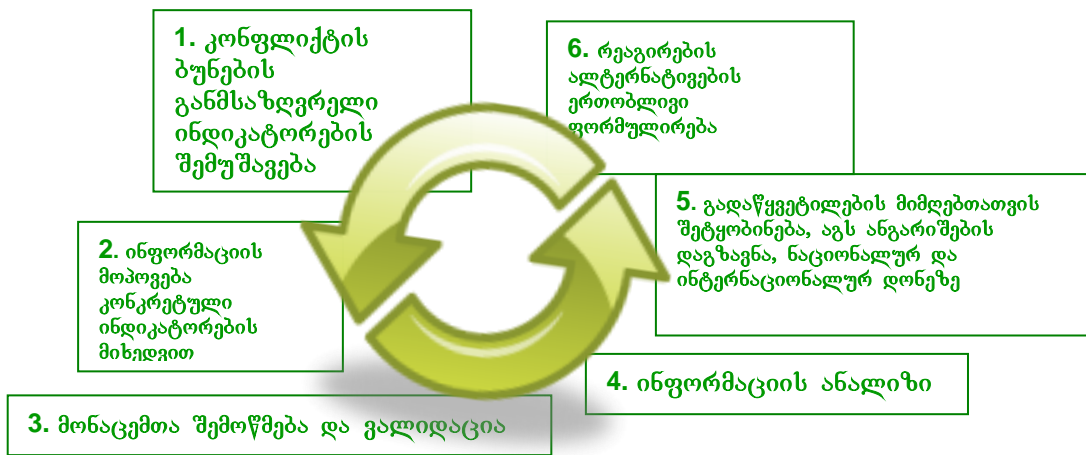 1. კონფლიქტის
ბუნების
განმსაზღვრელი
ინდიკატორების
შემუშავება
2. ინფორმაციის
მოპოვება
კონკრეტული
ინდიკატორების
მიხედვით
3. მონაცემთა შემოწმება და ვალიდაცია
4. ინფორმაციის ანალიზი
5. გადაწყვეტილების მიმღებთათვის
შეტყობინება, აგს ანგარიშების
დაგზავნა, ნაციონალურ და
ინტერნაციონალურ დონეზე
6. რეაგირების
ალტერნატივების
ერთობლივი
ფორმულირება